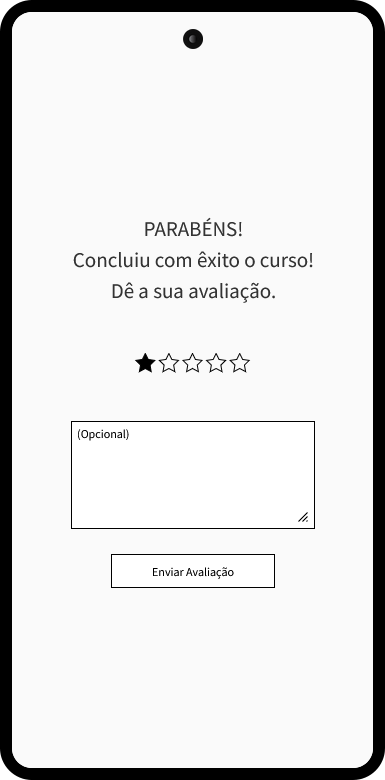 PARABÉNS!
Concluiu com êxito o curso!
Dê a sua avaliação.
(Opcional)
Enviar Avaliação